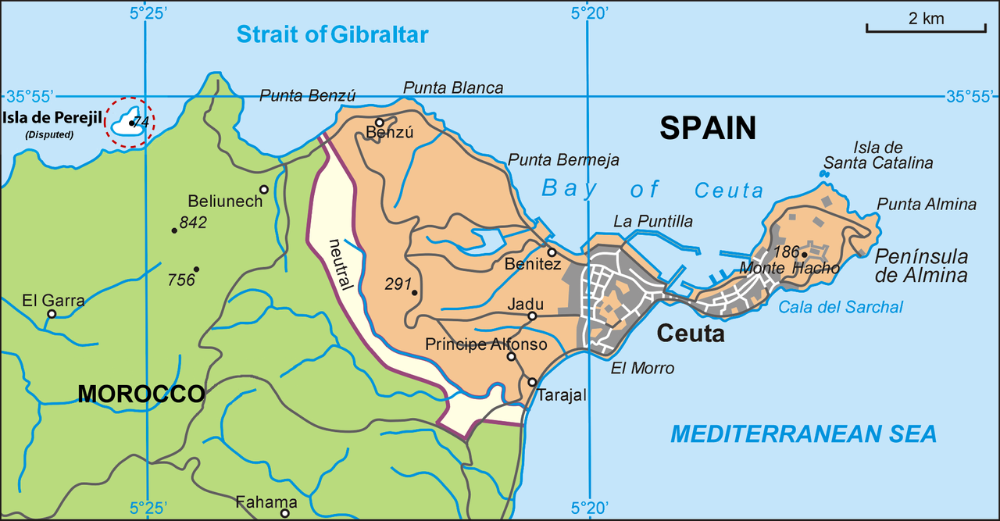 5°25'
5°20'
2 km
Strait of Gibraltar
Punta Blanca
Punta Benzú
35°55'
35°55'
Isla de Perejil
(Disputed)
74
Benzú
SPAIN
Isla de
Santa Catalina
Punta Bermeja
Bay of Ceuta
Beliunech
Punta Almina
842
La Puntilla
neutral
186
Península
de Almina
Benitez
Monte Hacho
756
291
El Garra
Jadu
Cala del Sarchal
Ceuta
Príncipe Alfonso
El Morro
MOROCCO
Tarajal
MEDITERRANEAN SEA
Fahama
5°25'
5°20'